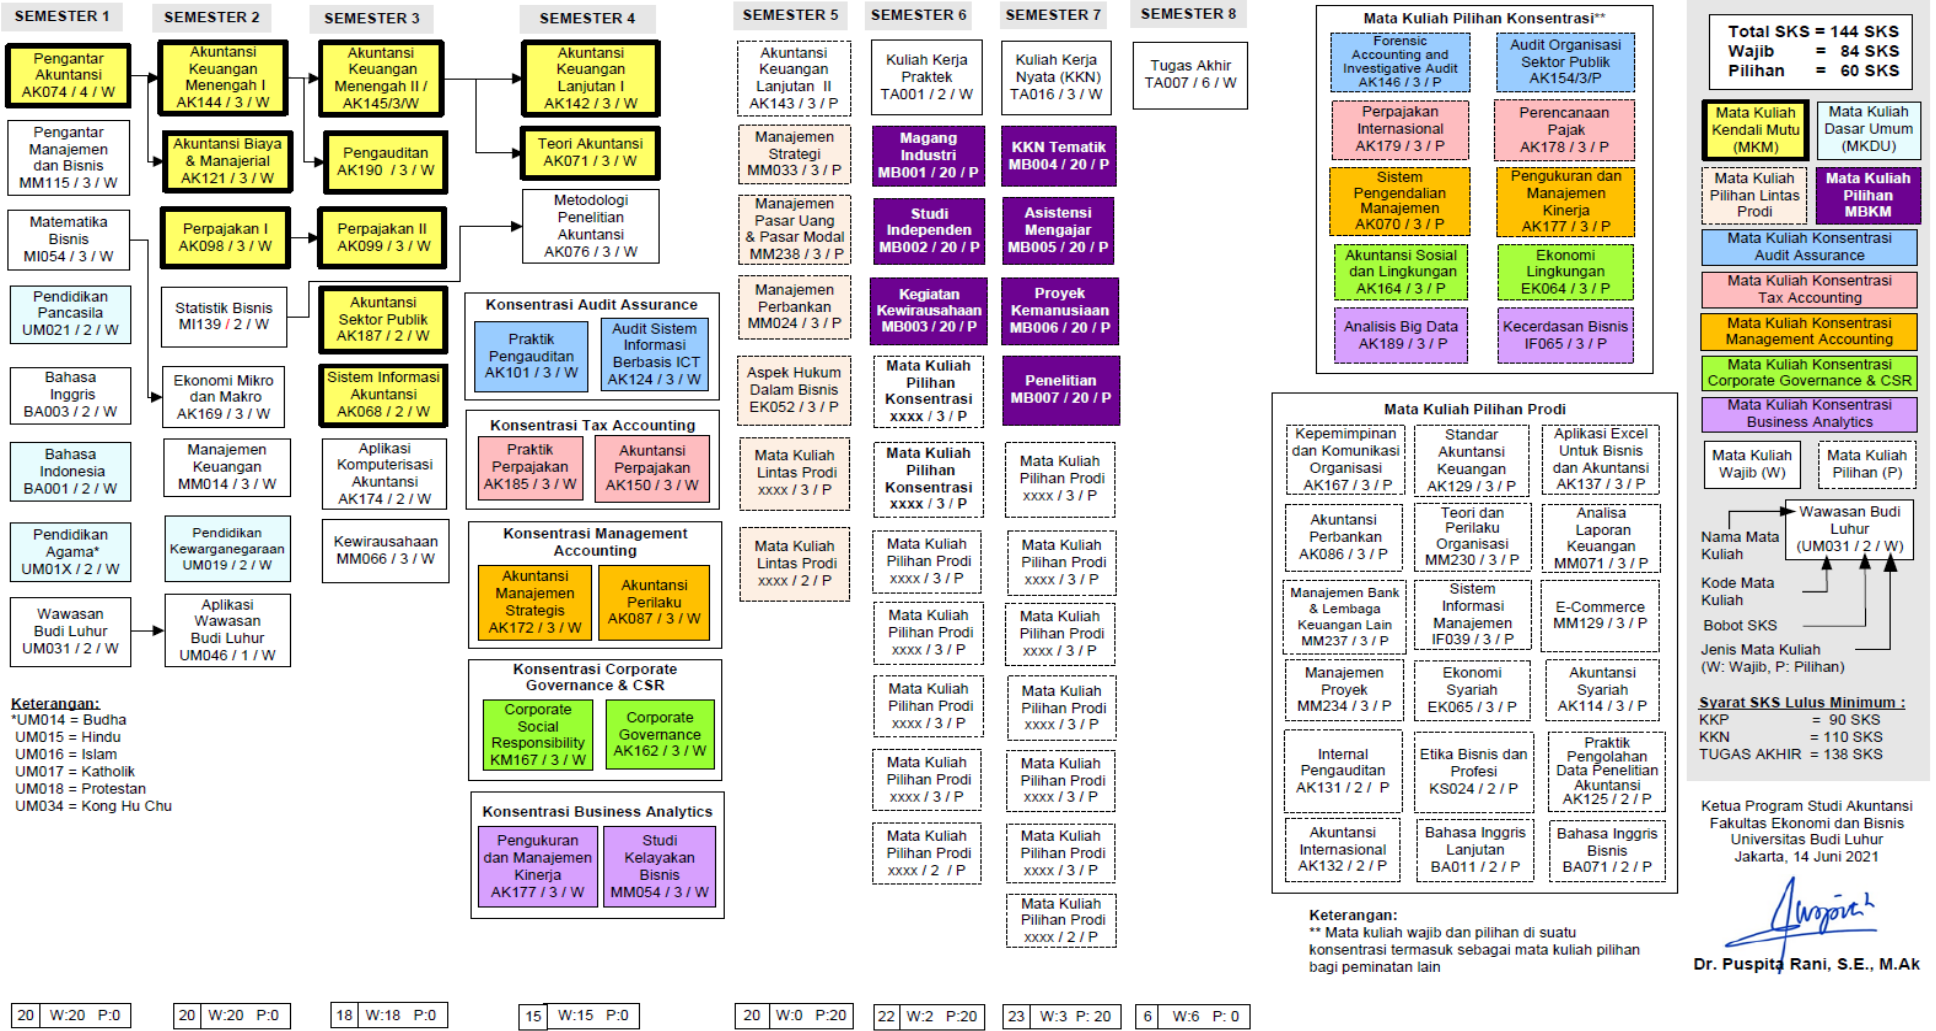 SEMESTER 1
Pengantar
Akuntansi
AK074 / 4 / W
Pengantar
Manajemen
dan Bisnis
MM115 / 3 / W
Matematika
Bisnis
MI054 / 3 / W
Pendidikan
Pancasila
UM021 / 2 / W
Bahasa
Inggris
BA003 / 2 / W
Bahasa
Indonesia
BA001 / 2 / W
Pendidikan
Agama*
UM01X / 2 / W
Wawasan
Budi Luhur
UM031 / 2 / W
Keterangan:
*UM014 = Budha
UM015 = Hindu
UM016 = Islam
UM017 = Katholik
UM018 = Protestan
UM034 = Kong Hu Chu
20 W:20 P:0
SEMESTER 2
Akuntansi
Keuangan
Menengah I
AK144 / 3 / W
Akuntansi Biaya
& Manajerial
AK121 / 3 / W
Perpajakan I
AK098 / 3 / W
Statistik Bisnis
MI139 / 2 / W
Ekonomi Mikro
dan Makro
AK169 / 3 / W
Manajemen
Keuangan
MM014 / 3 / W
Pendidikan
Kewarganegaraan
UM019 / 2 / W
Aplikasi
Wawasan
Budi Luhur
UM046 / 1 / W
20 W:20 P:0
SEMESTER 3
Akuntansi
Keuangan
Menengah II /
AK145/3/W
Pengauditan
AK190 / 3 / W
Perpajakan II
AK099 / 3 / W
Akuntansi
Sektor Publik
AK187 / 2 / W
Sistem Informasi
Akuntansi
AK068 / 2 / W
Aplikasi
Komputerisasi
Akuntansi
AK174 / 2 / W
Kewirausahaan
MM066 / 3 / W
18 W:18 P:0
SEMESTER 4
Akuntansi
Keuangan
Lanjutan I
AK142 / 3 / W
Teori Akuntansi
AK071 / 3 / W
Metodologi
Penelitian
Akuntansi
AK076 / 3 / W
Konsentrasi Audit Assurance
Praktik
Pengauditan
AK101 / 3 / W
Audit Sistem
Informasi
Berbasis ICT
AK124 / 3 / W
Konsentrasi Tax Accounting
Praktik
Perpajakan
AK185 / 3 / W
Akuntansi
Perpajakan
AK150 / 3 / W
Konsentrasi Management
Accounting
Akuntansi
Manajemen
Strategis
AK172 / 3 / W
Akuntansi
Perilaku
AK087 / 3 / W
Konsentrasi Corporate
Governance & CSR
Corporate
Social
Responsibility
KM167 / 3 / W
Corporate
Governance
AK162 / 3 / W
Konsentrasi Business Analytics
Pengukuran
dan Manajemen
Kinerja
AK177 / 3 / W
Studi
Kelayakan
Bisnis
MM054 / 3 / W
15 W:15 P:0
SEMESTER 5
Akuntansi
Keuangan
Lanjutan II
AK143 / 3 / P
Manajemen
Strategi
MM033 / 3 / P
Manajemen
Pasar Uang
& Pasar Modal
MM238 / 3 / P
Manajemen
Perbankan
MM024 / 3 / P
Aspek Hukum
Dalam Bisnis
EK052 / 3 / P
Mata Kuliah
Lintas Prodi
xxxx / 3 / P
Mata Kuliah
Lintas Prodi
xxxx / 2 / P
20 W:0 P:20
SEMESTER 6
Kuliah Kerja
Praktek
TA001 / 2 / W
Magang
Industri
MB001 / 20 / P
Studi
Independen
MB002 / 20 / P
Kegiatan
Kewirausahaan
MB003 / 20 / P
Mata Kuliah
Pilihan
Konsentrasi
xxxx / 3 / P
Mata Kuliah
Pilihan
Konsentrasi
xxxx / 3 / P
Mata Kuliah
Pilihan Prodi
xxxx / 3 / P
Mata Kuliah
Pilihan Prodi
xxxx / 3 / P
Mata Kuliah
Pilihan Prodi
xxxx / 3 / P
Mata Kuliah
Pilihan Prodi
xxxx / 3 / P
Mata Kuliah
Pilihan Prodi
xxxx / 2 / P
22 W:2 P:20
SEMESTER 7
Kuliah Kerja
Nyata (KKN)
TA016 / 3 / W
KKN Tematik
MB004 / 20 / P
Asistensi
Mengajar
MB005 / 20 / P
Proyek
Kemanusiaan
MB006 / 20 / P
Penelitian
MB007 / 20 / P
Mata Kuliah
Pilihan Prodi
xxxx / 3 / P
Mata Kuliah
Pilihan Prodi
xxxx / 3 / P
Mata Kuliah
Pilihan Prodi
xxxx / 3 / P
Mata Kuliah
Pilihan Prodi
xxxx / 3 / P
Mata Kuliah
Pilihan Prodi
xxxx / 3 / P
Mata Kuliah
Pilihan Prodi
xxxx / 3 / P
Mata Kuliah
Pilihan Prodi
xxxx / 2 / P
23 W:3 P: 20
SEMESTER 8
Tugas Akhir
TA007 / 6 / W
6 W:6 P: 0
Mata Kuliah Pilihan Konsentrasi**
Forensic
Accounting and
Investigative Audit
AK146 / 3 / P
Audit Organisasi
Sektor Publik
AK154/3/P
Perpajakan
Internasional
AK179 / 3 / P
Perencanaan
Pajak
AK178 / 3 / P
Sistem
Pengendalian
Manajemen
AK070 / 3 / P
Pengukuran dan
Manajemen
Kinerja
AK177 / 3 / P
Akuntansi Sosial
dan Lingkungan
AK164 / 3 / P
Ekonomi
Lingkungan
EK064 / 3 / P
Analisis Big Data
AK189 / 3 / P
Kecerdasan Bisnis
IF065 / 3 / P
Mata Kuliah Pilihan Prodi
Kepemimpinan
dan Komunikasi
Organisasi
AK167 / 3 / P
Standar
Akuntansi
Keuangan
AK129 / 3 / P
Aplikasi Excel
Untuk Bisnis
dan Akuntansi
AK137 / 3 / P
Akuntansi
Perbankan
AK086 / 3 / P
Teori dan
Perilaku
Organisasi
MM230 / 3 / P
Analisa
Laporan
Keuangan
MM071 / 3 / P
Manajemen Bank
& Lembaga
Keuangan Lain
MM237 / 3 / P
Sistem
Informasi
Manajemen
IF039 / 3 / P
E-Commerce
MM129 / 3 / P
Manajemen
Proyek
MM234 / 3 / P
Ekonomi
Syariah
EK065 / 3 / P
Akuntansi
Syariah
AK114 / 3 / P
Internal
Pengauditan
AK131 / 2 / P
Etika Bisnis dan
Profesi
KS024 / 2 / P
Praktik
Pengolahan
Data Penelitian
Akuntansi
AK125 / 2 / P
Akuntansi
Internasional
AK132 / 2 / P
Bahasa Inggris
Lanjutan
BA011 / 2 / P
Bahasa Inggris
Bisnis
BA071 / 2 / P
Keterangan:
** Mata kuliah wajib dan pilihan di suatu
konsentrasi termasuk sebagai mata kuliah pilihan
bagi peminatan lain
Total SKS = 144 SKS
Wajib = 84 SKS
Pilihan = 60 SKS
Mata Kuliah
Kendali Mutu
(MKM)
Mata Kuliah
Dasar Umum
(MKDU)
Mata Kuliah
Pilihan Lintas
Prodi
Mata Kuliah
Pilihan
MBKM
Mata Kuliah Konsentrasi
Audit Assurance
Mata Kuliah Konsentrasi
Tax Accounting
Mata Kuliah Konsentrasi
Management Accounting
Mata Kuliah Konsentrasi
Corporate Governance & CSR
Mata Kuliah Konsentrasi
Business Analytics
Mata Kuliah
Wajib (W)
Mata Kuliah
Pilihan (P)
Wawasan Budi
Luhur
(UM031 / 2 / W)
Nama Mata
Kuliah
Kode Mata
Kuliah
Bobot SKS
Jenis Mata Kuliah
(W: Wajib, P: Pilihan)
Syarat SKS Lulus Minimum :
KKP = 90 SKS
KKN = 110 SKS
TUGAS AKHIR = 138 SKS
Ketua Program Studi Akuntansi
Fakultas Ekonomi dan Bisnis
Universitas Budi Luhur
Jakarta, 14 Juni 2021
Dr. Puspita Rani, S.E., M.Ak